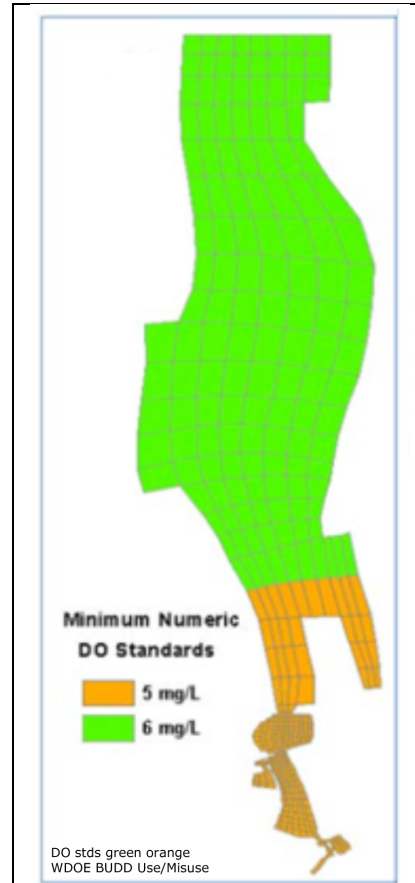 Minimum Numeric
DO Standards
5 mg/L
6 mg/L
DO stds green orange
WDOE BUDD Use/Misuse